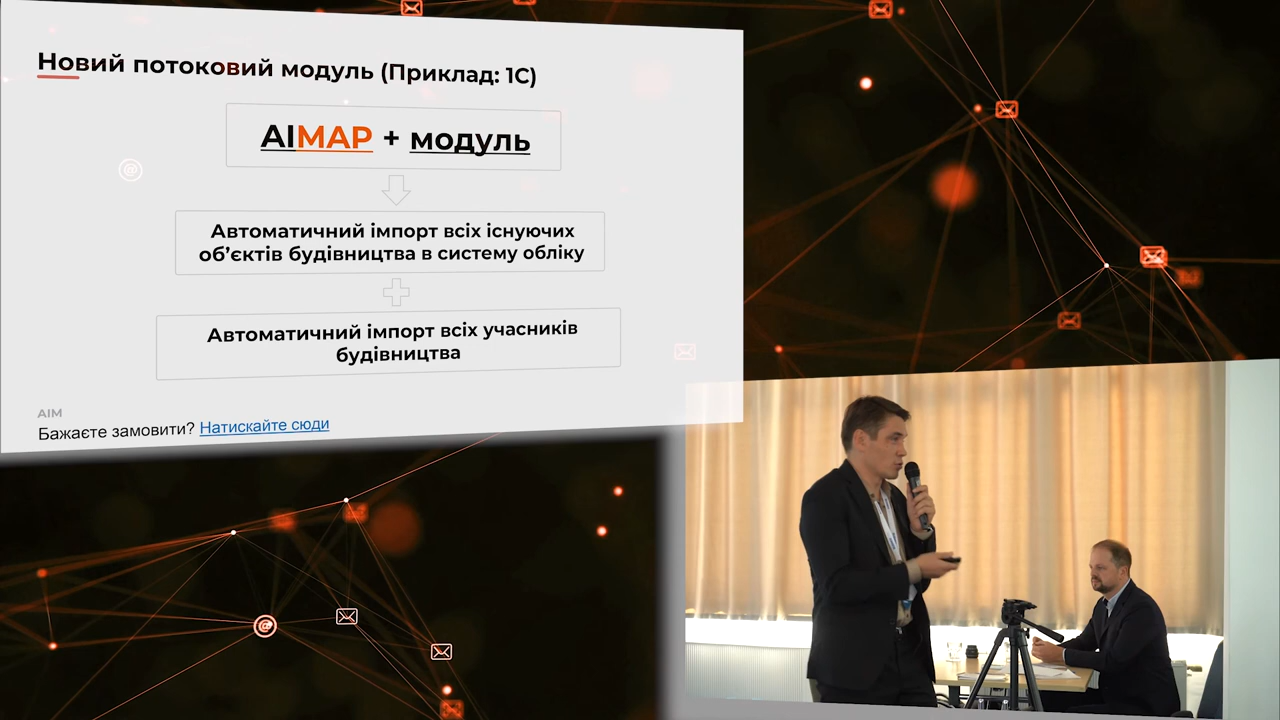 Новий потоковий модуль (Приклад: 1С)
AIMAP + модуль
Автоматичний імпорт всіх існуючих
об’єктів будівництва в систему обліку
Автоматичний імпорт всіх учасників
будівництва
AIM
Бажаєте замовити? Натискайте сюди